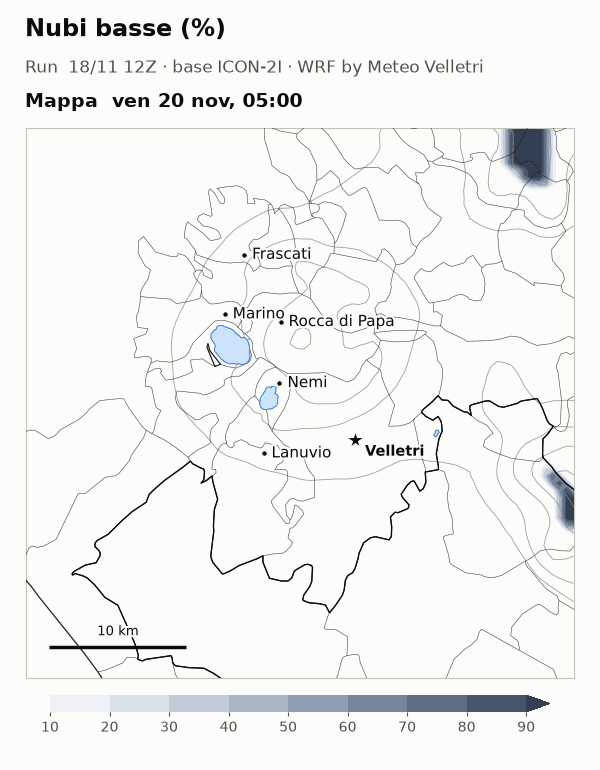 Nubi basse (%)
Run  18/11 12Z · base ICON-2I · WRF by Meteo Velletri
Mappa  ven 20 nov, 05:00
Frascati
Marino
Rocca di Papa
Nemi
Velletri
Lanuvio
10 km
10 20 30 40 50 60 70 80 90